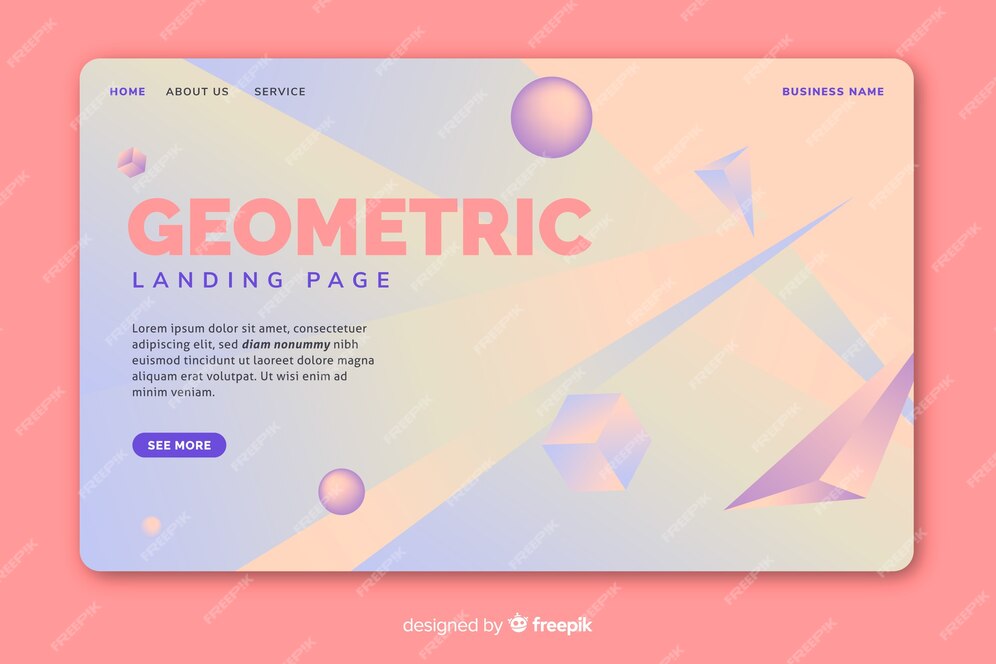 HOME ABOUT US SERVICE BUSINESS NAME
GEOMETRIC
LANDING PAGE
Lorem ipsum dolor sit amet, consectetuer
adipiscing elit, sed diam nonummy nibh
euismod tincidunt ut laoreet dolore magna
aliquam erat volutpat. Ut wisi enim ad
minim veniam.
SEE MORE
designed by freepik